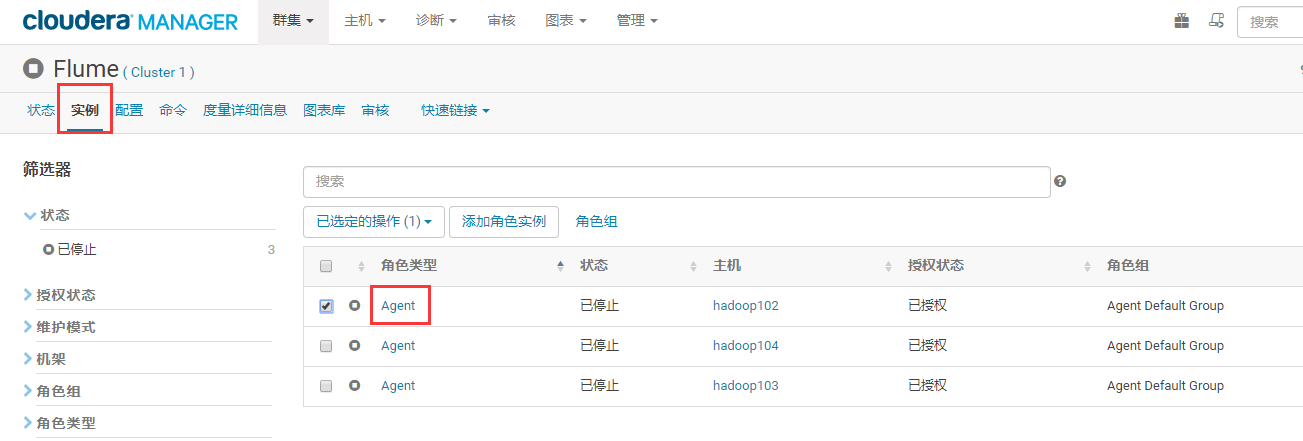 cloudera MANAGER 群集 主机 诊断 审核 图表 管理 搜索
Flume ( Cluster 1 )
状态 实例 配置 命令 度量详细信息 图表库 审核 快速链接
筛选器
搜索
状态
已选定的操作 (1) 添加角色实例 角色组
已停止 3
角色类型 状态 主机 授权状态 角色组
授权状态
Agent 已停止 hadoop102 已授权 Agent Default Group
维护模式
Agent 已停止 hadoop104 已授权 Agent Default Group
机架
Agent 已停止 hadoop103 已授权 Agent Default Group
角色组
角色类型